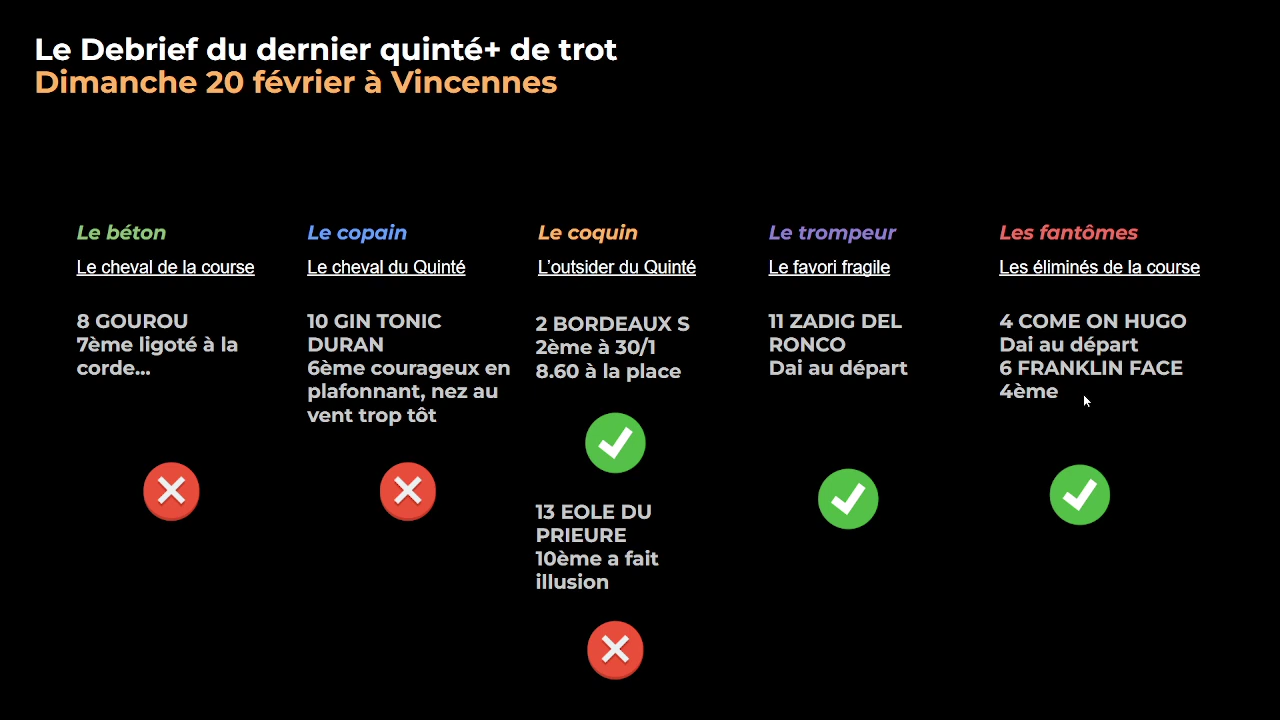 Le Debrief du dernier quinté+ de trot
Dimanche 20 février à Vincennes
Le béton
Le cheval de la course
8 GOUROU
7ème ligoté à la
corde...
Le copain
Le cheval du Quinté
10 GIN TONIC
DURAN
6ème courageux en
plafonnant, nez au
vent trop tôt
Le coquin
L'outsider du Quinté
2 BORDEAUX S
2ème à 30/1
8.60 à la place
13 EOLE DU
PRIEURE
10ème a fait
illusion
Le trompeur
Le favori fragile
11 ZADIG DEL
RONCO
Dai au départ
Les fantômes
Les éliminés de la course
4 COME ON HUGO
Dai au départ
6 FRANKLIN FACE
4ème